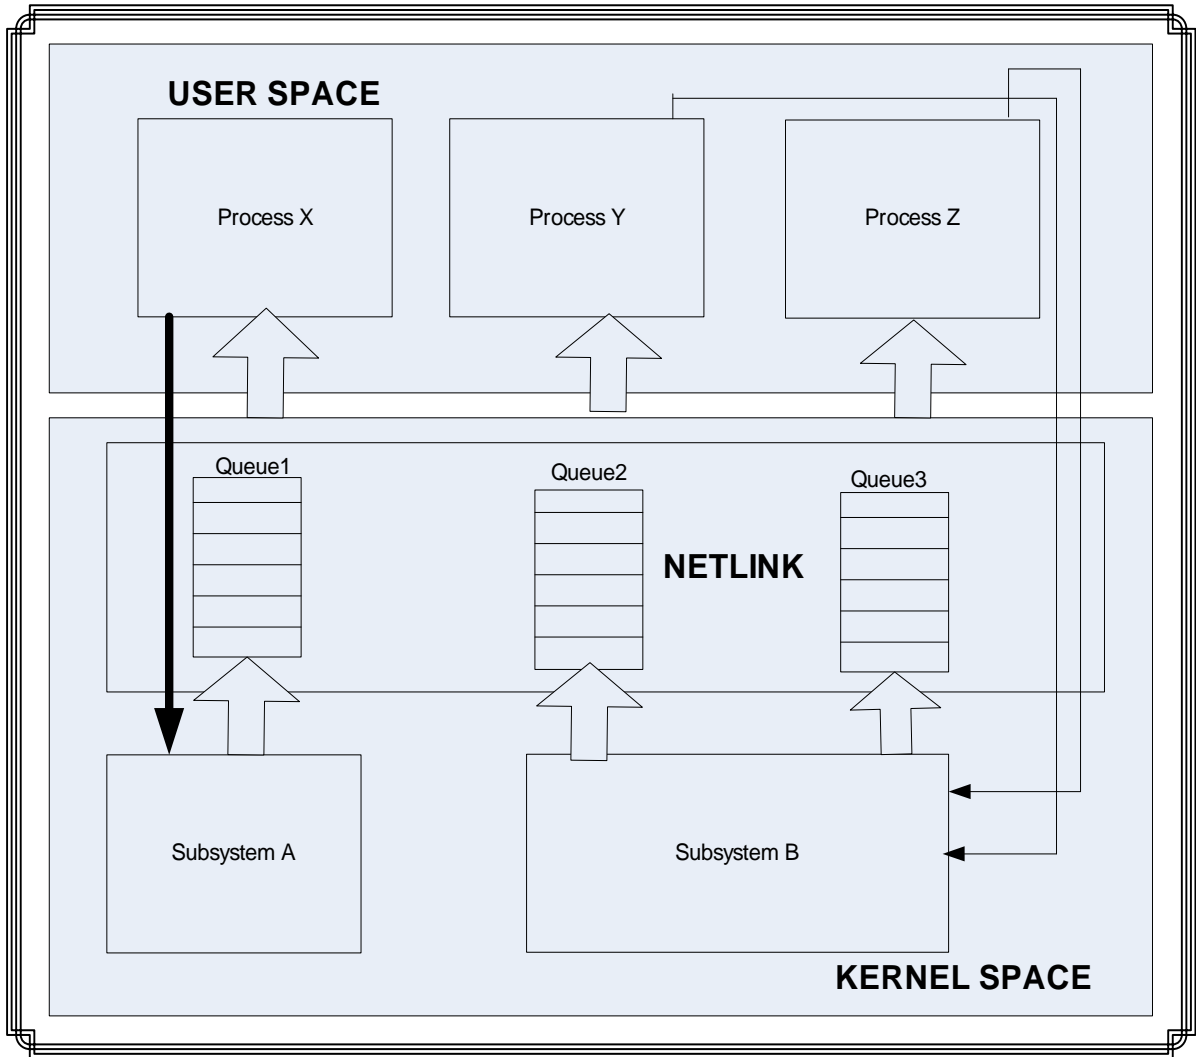 USER SPACE
Process X
Process Y
Process Z
Queue1
Queue2
Queue3
NETLINK
Subsystem A
Subsystem B
KERNEL SPACE